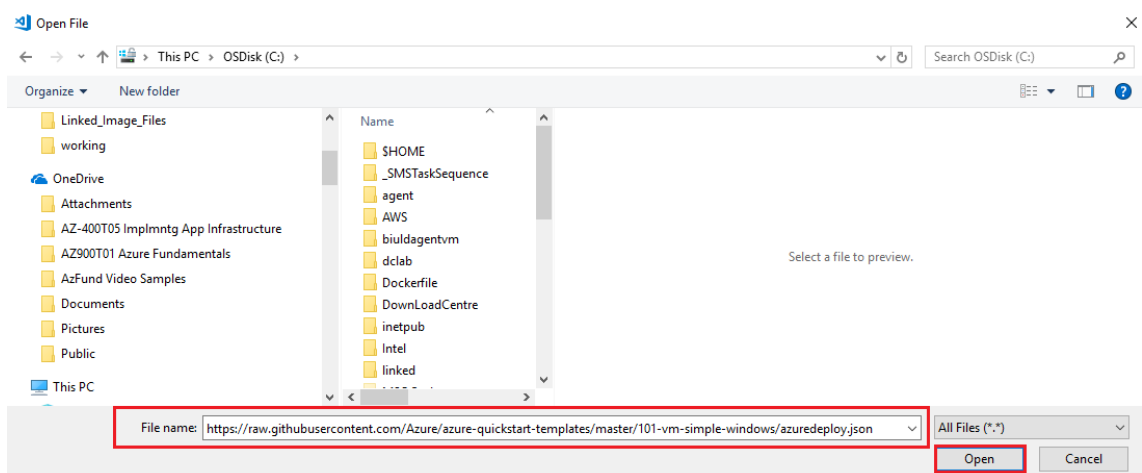 Open File
This PC > OSDisk (C:) >
Search OSDisk (C:)
Organize
New folder
Linked_Image_Files
working
OneDrive
Attachments
AZ-400T05 Implmntg App Infrastructure
AZ900T01 Azure Fundamentals
AzFund Video Samples
Documents
Pictures
Public
This PC
Name
$HOME
_SMSTaskSequence
agent
AWS
biuldagentvm
dclab
Dockerfile
DownLoadCentre
inetpub
Intel
linked
Select a file to preview.
File name: https://raw.githubusercontent.com/Azure/azure-quickstart-templates/master/101-vm-simple-windows/azuredeploy.json
All Files (*.*)
Open
Cancel